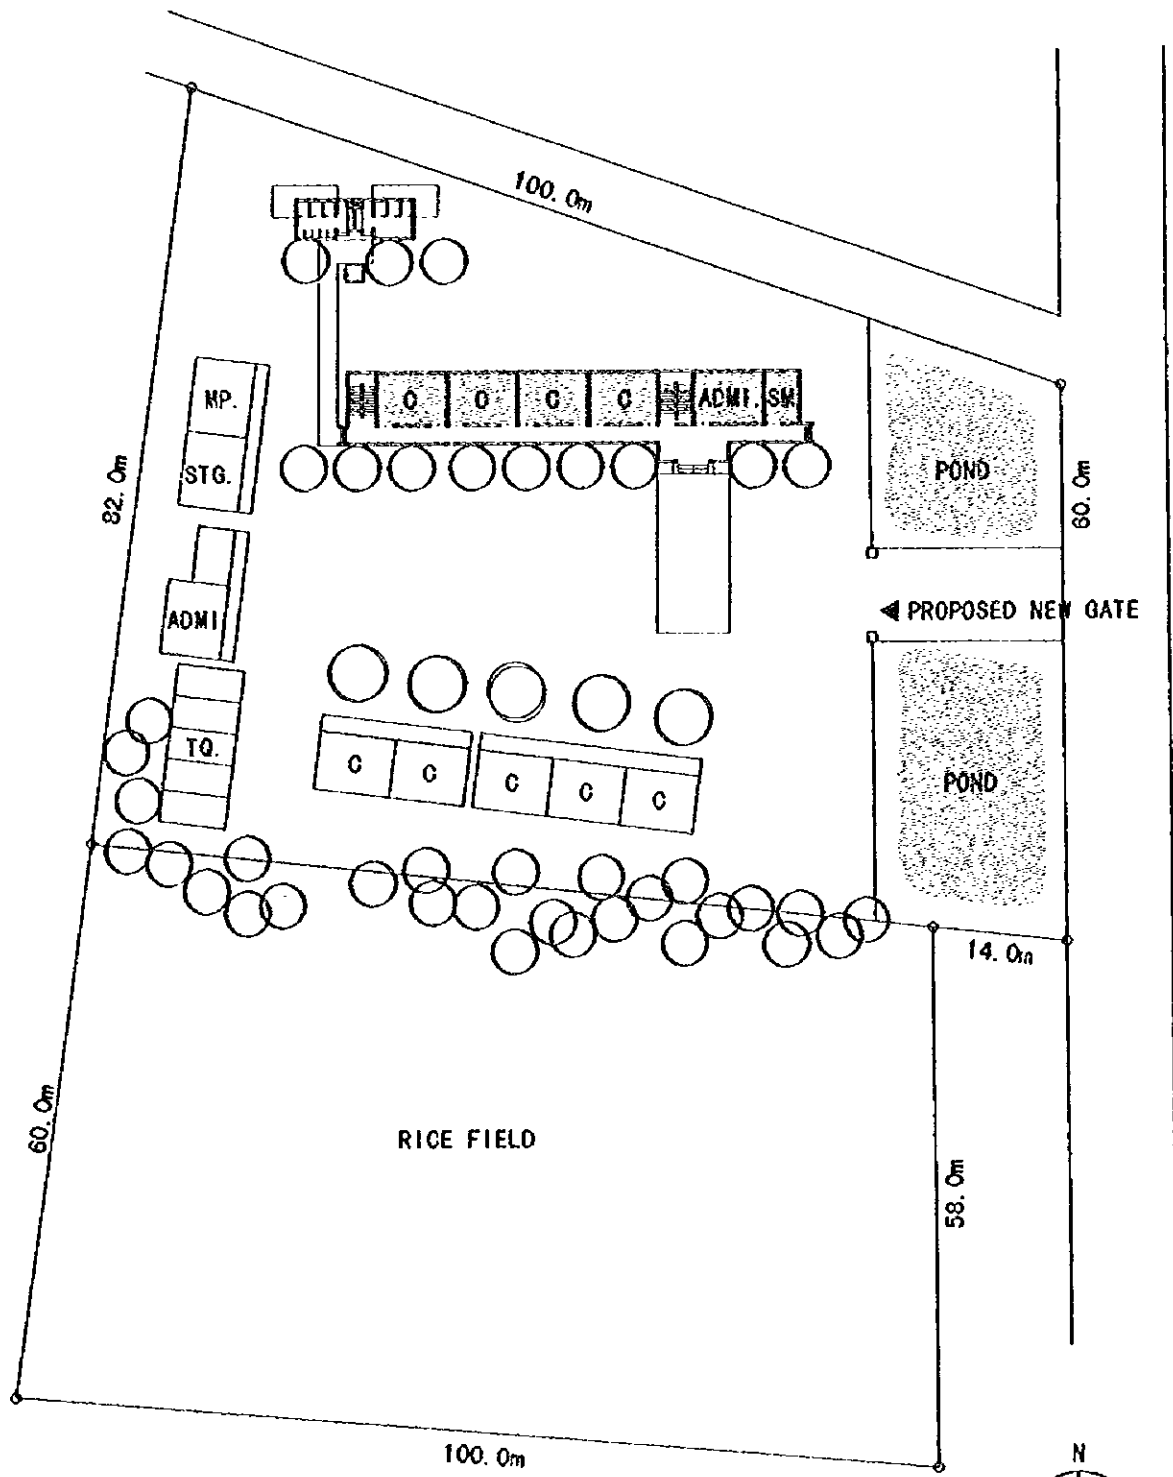 100.0m
MP.
C C C C ADMI. SM
STG.
POND
82.0m
60.0m
◀ PROPOSED NEW GATE
ADMI
TQ.
C C C C C
POND
14.0m
60.0m
RICE FIELD
58.0m
100.0m
N